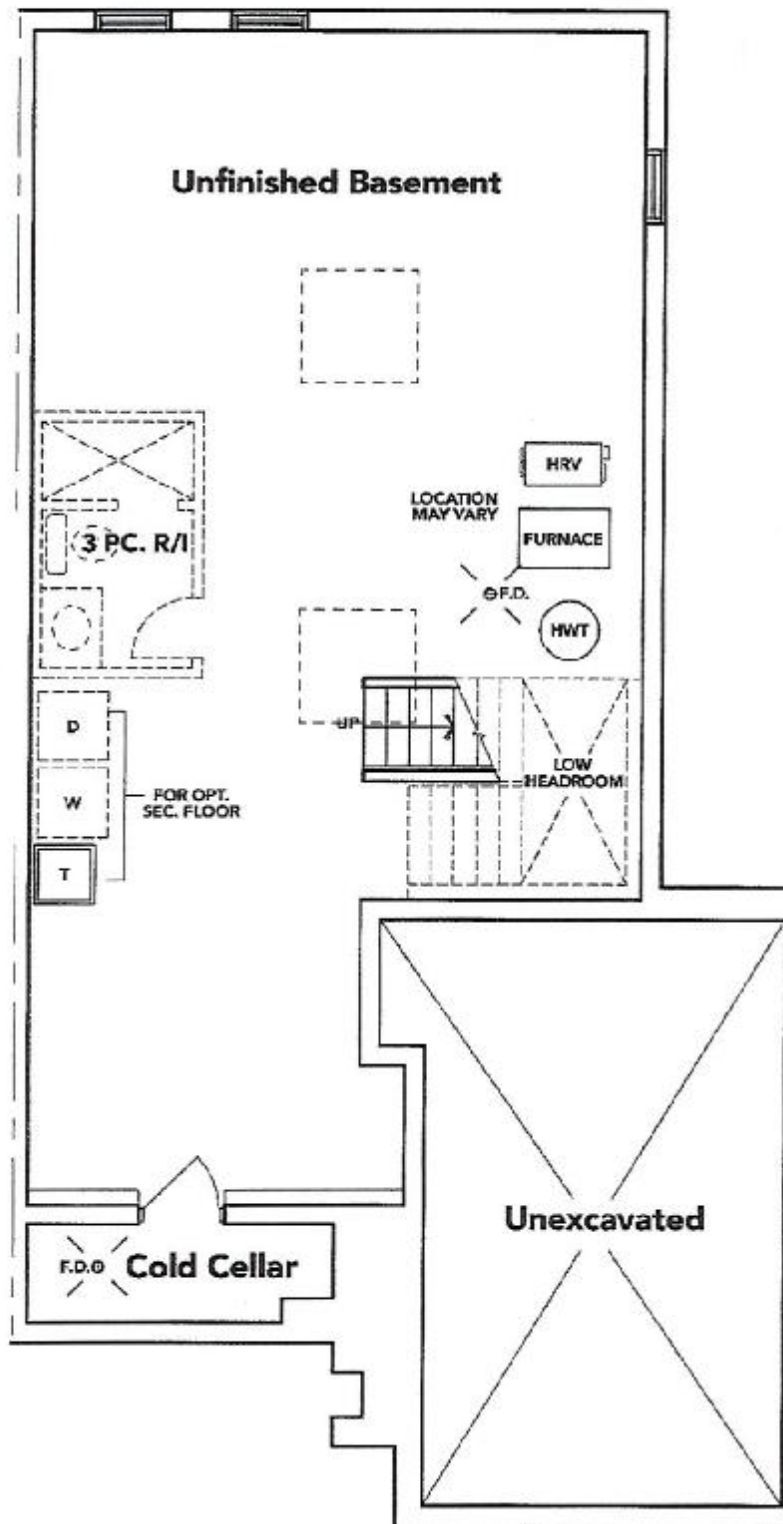 Unfinished Basement
HRV
LOCATION
MAY VARY
FURNACE
3 PC. R/I
F.D.
HWT
D
UP
LOW
HEADROOM
W
FOR OPT.
SEC. FLOOR
T
Unexcavated
F.D. Cold Cellar